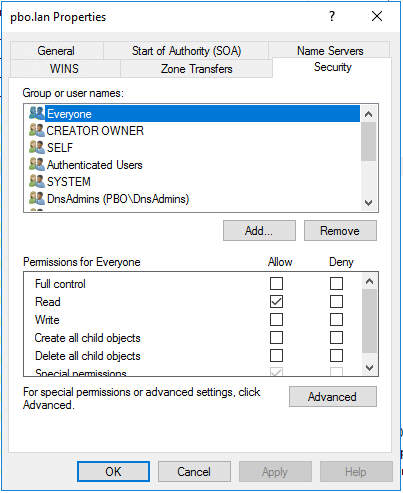 pbo.lan Properties
General
Start of Authority (SOA)
Name Servers
WINS
Zone Transfers
Security
Group or user names:
Everyone
CREATOR OWNER
SELF
Authenticated Users
SYSTEM
DnsAdmins (PBO\DnsAdmins)
Add...
Remove
Permissions for Everyone
Allow
Deny
Full control
Read
Write
Create all child objects
Delete all child objects
Special permissions
For special permissions or advanced settings, click
Advanced.
Advanced
OK
Cancel
Apply
Help